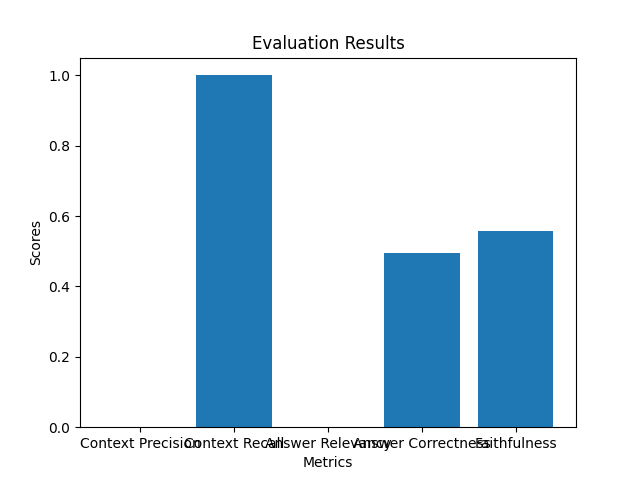 Evaluation Results
1.0
0.8
0.6
0.4
0.2
0.0
Scores
Context Precision
Context Recall
Answer Relevancy
Answer Correctness
Faithfulness
Metrics